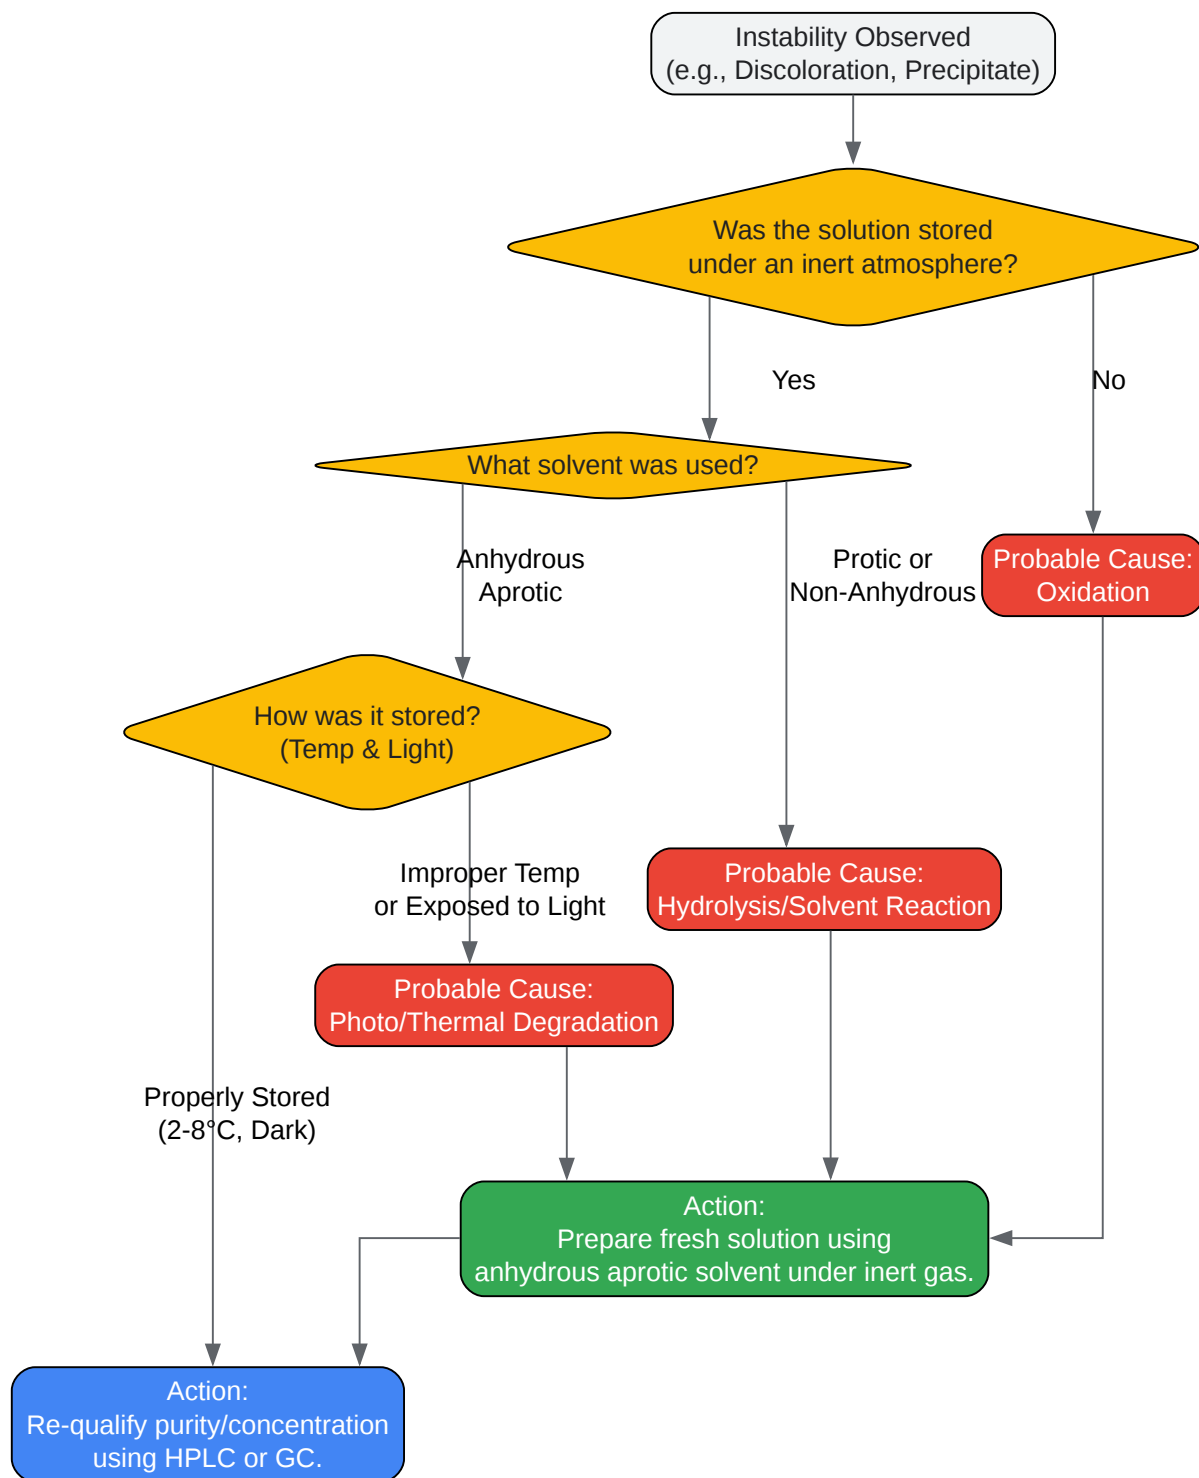 Instability Observed
(e.g., Discoloration, Precipitate)
Was the solution stored
under an inert atmosphere?
Yes
No
What solvent was used?
Anhydrous
Aprotic
Protic or
Non-Anhydrous
Probable Cause:
Oxidation
How was it stored?
(Temp & Light)
Improper Temp
or Exposed to Light
Probable Cause:
Hydrolysis/Solvent Reaction
Probable Cause:
Photo/Thermal Degradation
Properly Stored
(2-8°C, Dark)
Action:
Prepare fresh solution using
anhydrous aprotic solvent under inert gas.
Action:
Re-qualify purity/concentration
using HPLC or GC.